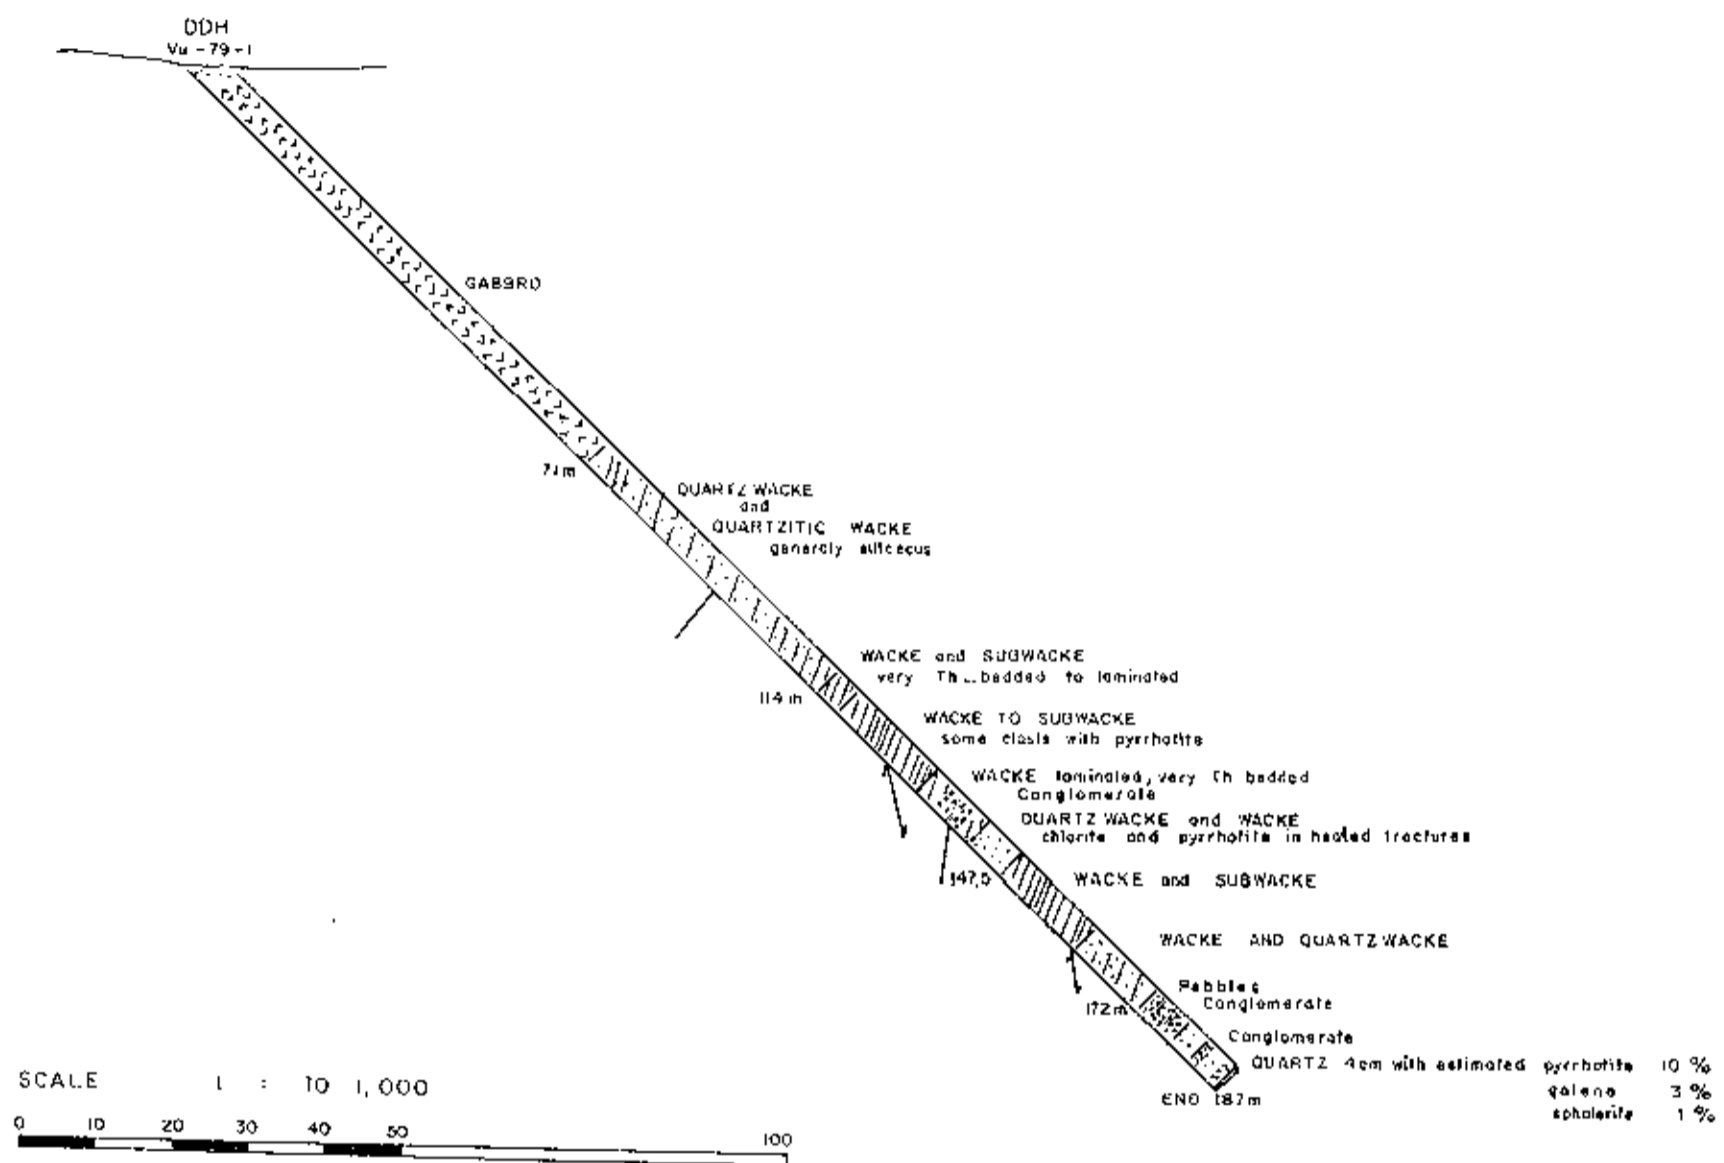 DDH
Vu-79-1
GABBRO
71m
QUARTZ WACKE
and
QUARTZITIC WACKE
generaly
WACKE and SUBWACKE
very bedded to laminated
114 m
WACKE TO SUBWACKE
some clasts with pyrrhotite
WACKE laminated, very bedded
Conglomerate
QUARTZ WACKE and WACKE
chlorite and pyrrhotite in healed fractures
147,0
WACKE and SUBWACKE
WACKE AND QUARTZ WACKE
Pebbles
Conglomerate
172m
Conglomerate
QUARTZ 4cm with estimated pyrrhotite 10 %
galena 3 %
sphalerite 1 %
END 187m
SCALE 1 : TO 1,000
0 10 20 30 40 50 100